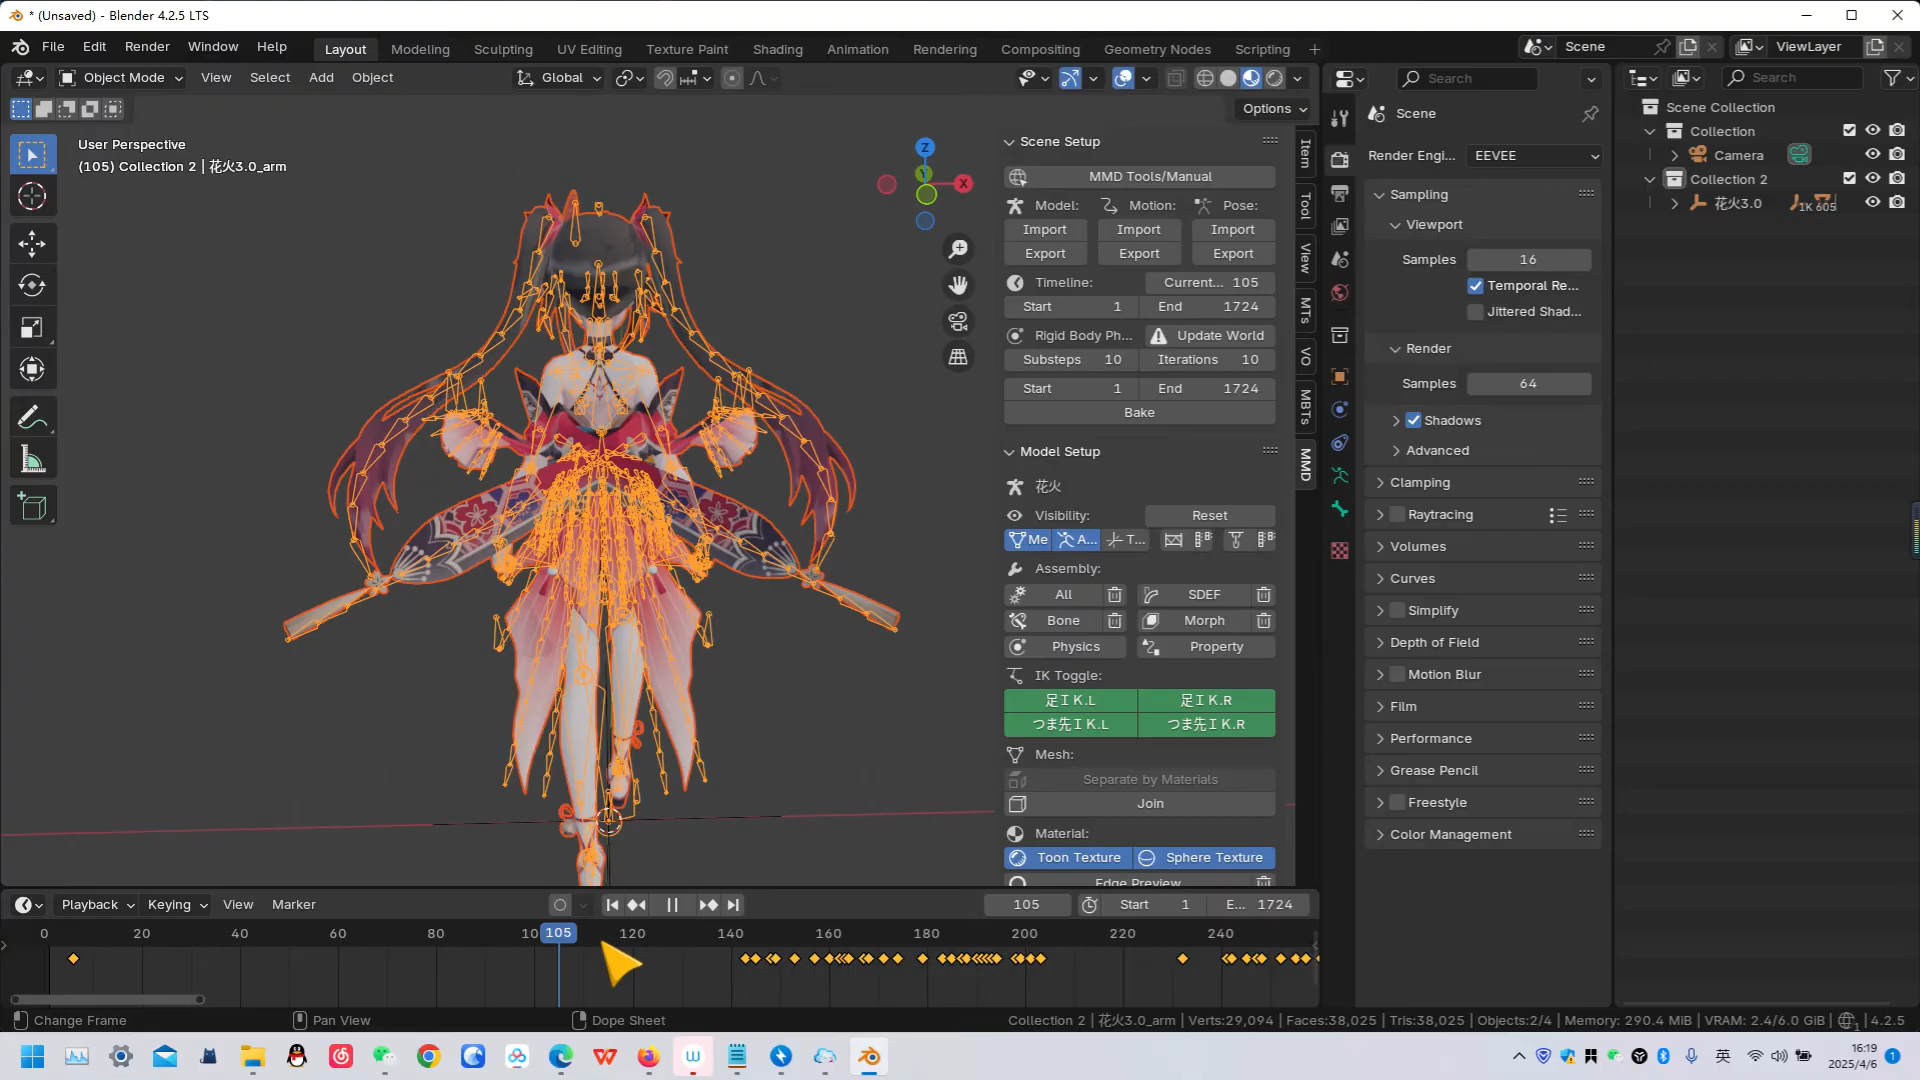 * (Unsaved) - Blender 4.2.5 LTS
File Edit Render Window Help Layout Modeling Sculpting UV Editing Texture Paint Shading Animation Rendering Compositing Geometry Nodes Scripting + Scene ViewLayer
Object Mode View Select Add Object Global Search Search
Options
User Perspective
(105) Collection 2 | 花火3.0_arm
Z
Y
X
Scene Setup
MMD Tools/Manual
Model: Motion: Pose:
Import Import Import
Export Export Export
Timeline: Current... 105
Start 1 End 1724
Rigid Body Ph... Update World
Substeps 10 Iterations 10
Start 1 End 1724
Bake
Model Setup
花火
Visibility: Reset
Me A... T...
Assembly:
All SDEF
Bone Morph
Physics Property
IK Toggle:
足ＩＫ.L 足ＩＫ.R
つま先ＩＫ.L つま先ＩＫ.R
Mesh:
Separate by Materials
Join
Material:
Toon Texture Sphere Texture
Edge Preview
Item
Tool
View
MTs
VO
MBTs
MMD
Scene
Render Engi... EEVEE
Sampling
Viewport
Samples 16
Temporal Re...
Jittered Shad...
Render
Samples 64
Shadows
Advanced
Clamping
Raytracing
Volumes
Curves
Simplify
Depth of Field
Motion Blur
Film
Performance
Grease Pencil
Freestyle
Color Management
Scene Collection
Collection
Camera
Collection 2
花火3.0 1K 605
Playback Keying View Marker 105 Start 1 E... 1724
0 20 40 60 80 10 105 120 140 160 180 200 220 240
Change Frame Pan View Dope Sheet Collection 2 | 花火3.0_arm | Verts:29,094 | Faces:38,025 | Tris:38,025 | Objects:2/4 | Memory: 290.4 MiB | VRAM: 2.4/6.0 GiB | 1 4.2.5
英 16:19
2025/4/6 1